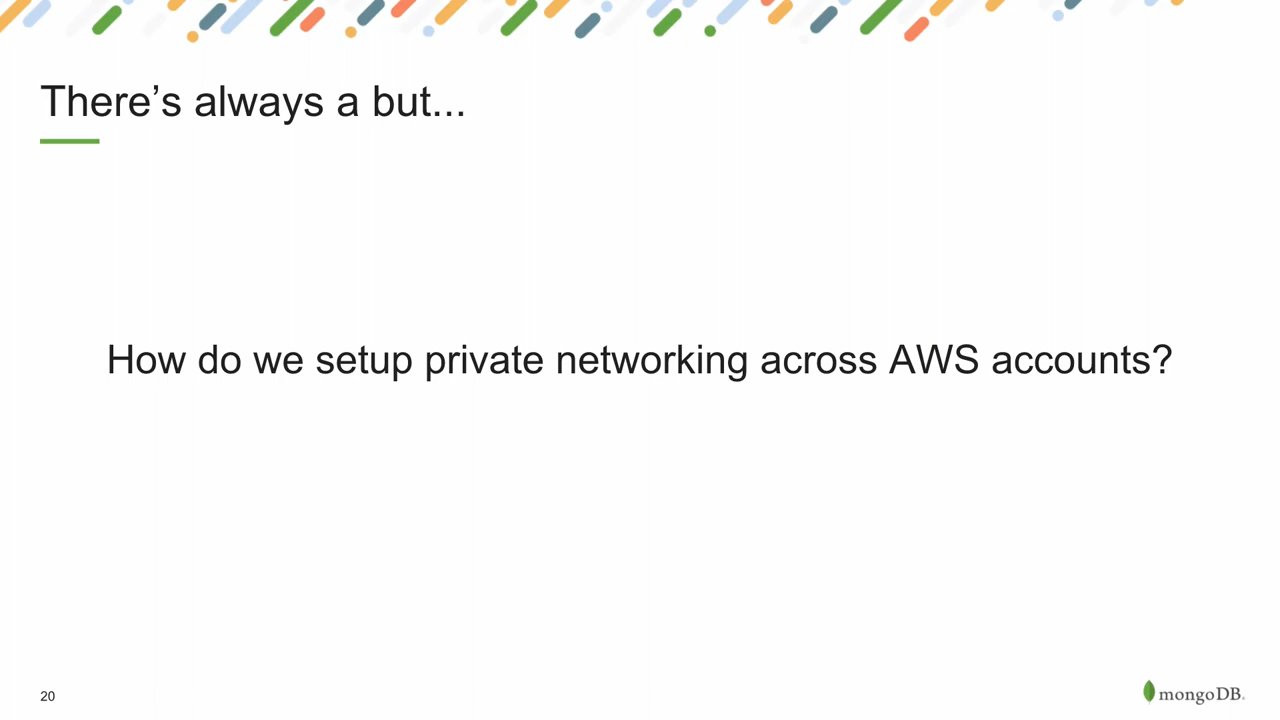 There’s always a but...
How do we setup private networking across AWS accounts?
20
mongoDB.